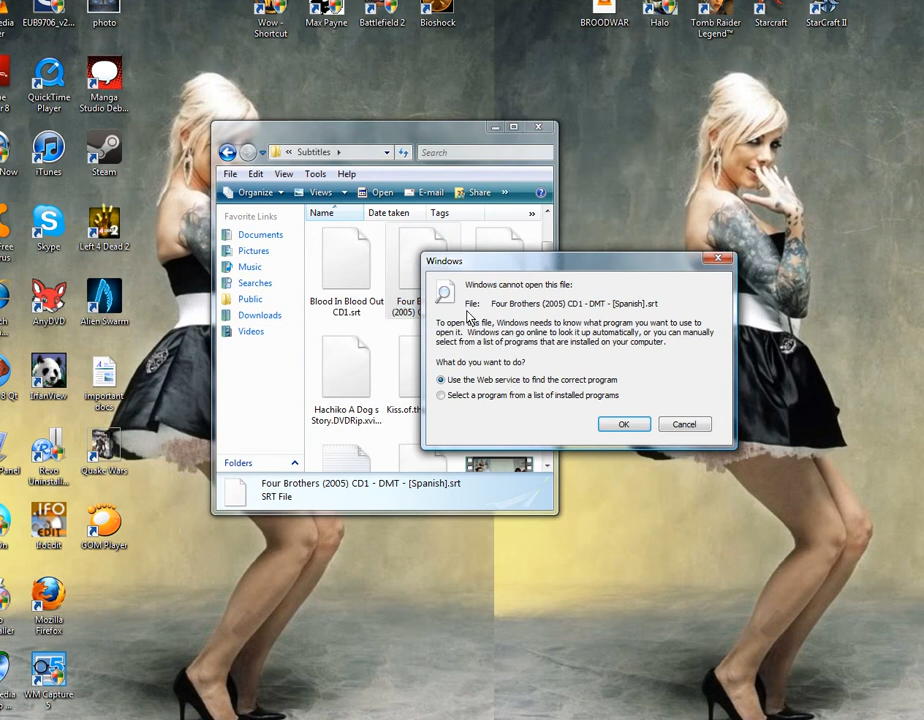 EUB9706_v2...
photo
Wow -
Shortcut
Max Payne
Battlefield 2
Bioshock
BROODWAR
Halo
Tomb Raider
Legend™
Starcraft
StarCraft II
QuickTime
Player
Manga
Studio Deb...
iTunes
Steam
Skype
Left 4 Dead 2
AnyDVD
Alien Swarm
IrfanView
Important
docs
Revo
Uninstall...
Quake Wars
.IFO
EDIT
IfoEdit
GOM Player
Mozilla
Firefox
WM Capture
5
Subtitles
Search
File Edit View Tools Help
Organize Views Open E-mail Share »
Favorite Links
Documents
Pictures
Music
Searches
Public
Downloads
Videos
Folders
Name Date taken Tags »
Blood In Blood Out
CD1.srt
Four B
(2005) C
Hachiko A Dog s
Story.DVDRip.xvi...
Kiss.of.th
Four Brothers (2005) CD1 - DMT - [Spanish].srt
SRT File
Windows
Windows cannot open this file:
File: Four Brothers (2005) CD1 - DMT - [Spanish].srt
To open this file, Windows needs to know what program you want to use to
open it. Windows can go online to look it up automatically, or you can manually
select from a list of programs that are installed on your computer.
What do you want to do?
Use the Web service to find the correct program
Select a program from a list of installed programs
OK Cancel